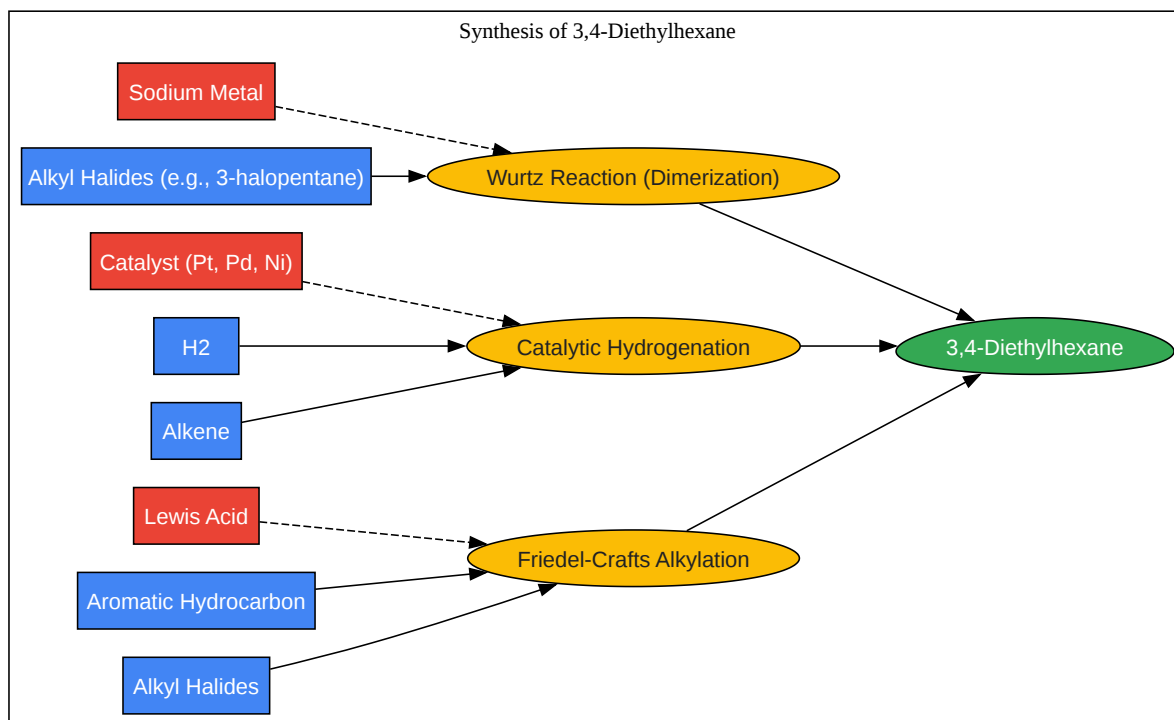 Synthesis of 3,4-Diethylhexane
Sodium Metal
Alkyl Halides (e.g., 3-halopentane)
Wurtz Reaction (Dimerization)
Catalyst (Pt, Pd, Ni)
H2
Catalytic Hydrogenation
3,4-Diethylhexane
Alkene
Lewis Acid
Friedel-Crafts Alkylation
Aromatic Hydrocarbon
Alkyl Halides